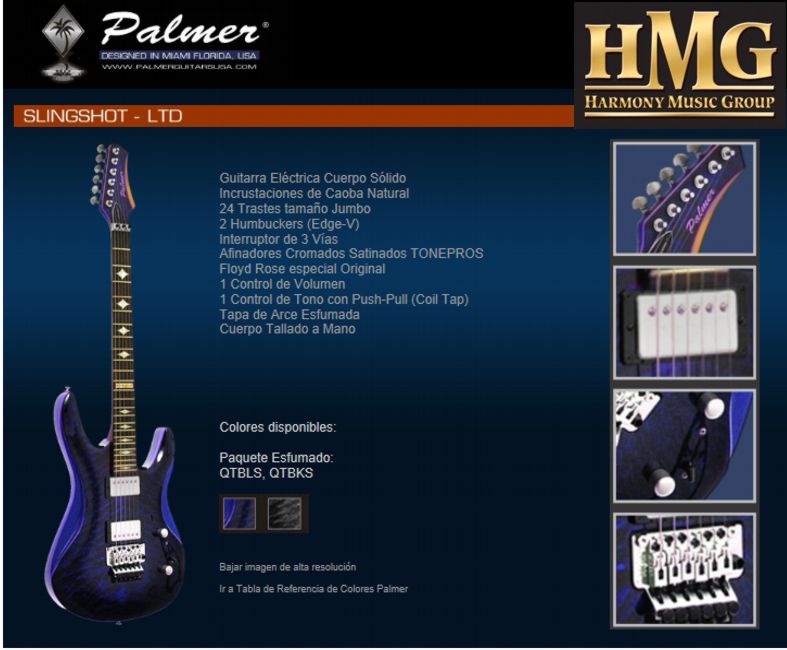 Palmer®
DESIGNED IN MIAMI FLORIDA, USA
WWW.PALMERGUITARSUSA.COM
HMG
HARMONY MUSIC GROUP
SLINGSHOT - LTD
Guitarra Eléctrica Cuerpo Sólido
Incrustaciones de Caoba Natural
24 Trastes tamaño Jumbo
2 Humbuckers (Edge-V)
Interruptor de 3 Vías
Afinadores Cromados Satinados TONEPROS
Floyd Rose especial Original
1 Control de Volumen
1 Control de Tono con Push-Pull (Coil Tap)
Tapa de Arce Esfumada
Cuerpo Tallado a Mano
Colores disponibles:
Paquete Esfumado:
QTBLS, QTBKS
Bajar imagen de alta resolución
Ir a Tabla de Referencia de Colores Palmer
Palmer
Palmer